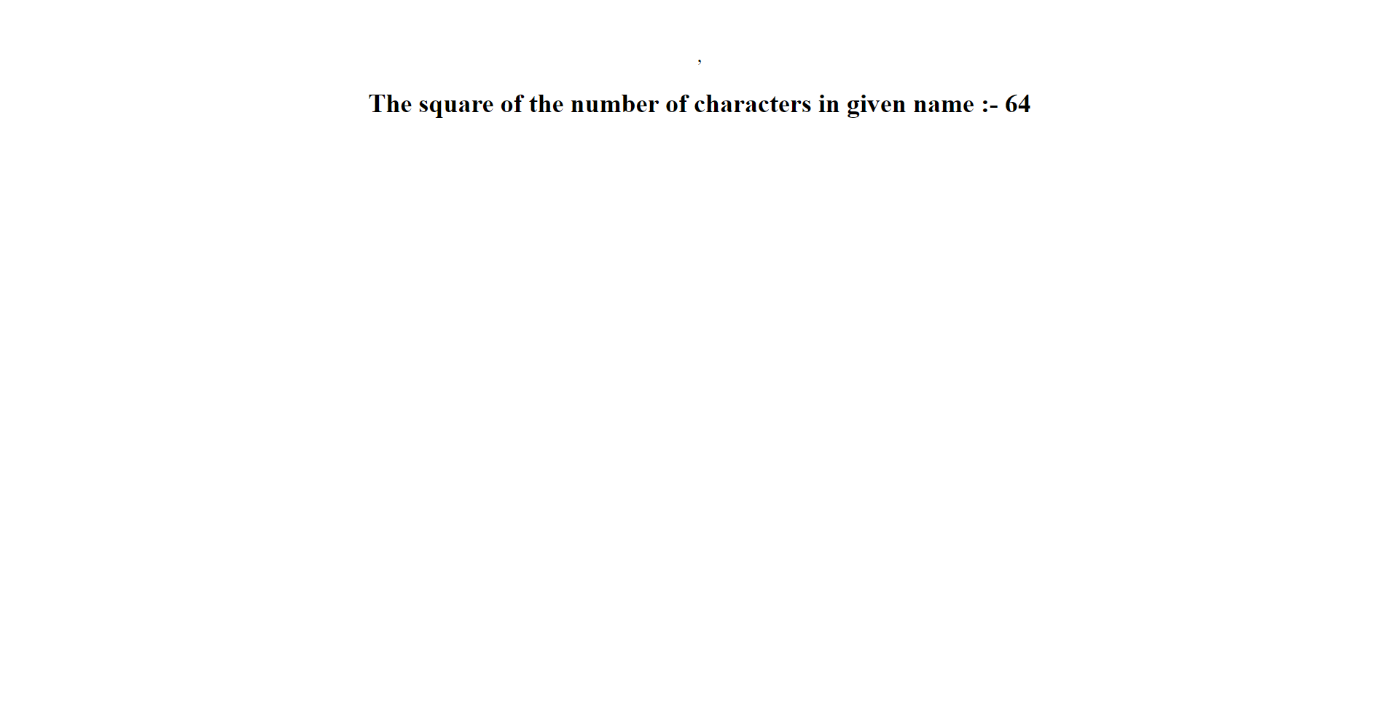 ,
The square of the number of characters in given name :- 64